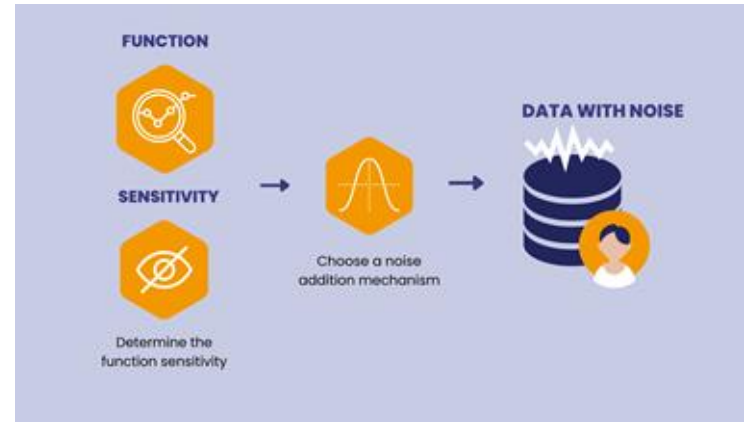 FUNCTION
SENSITIVITY
Determine the
function sensitivity
Choose a noise
addition mechanism
DATA WITH NOISE